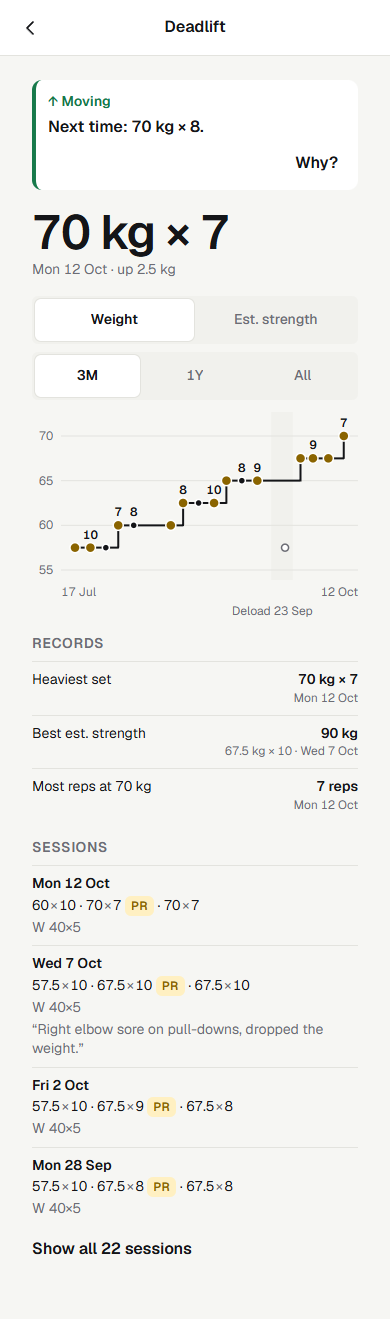 Deadlift
↑ Moving
Next time: 70 kg × 8.
Why?
70 kg × 7
Mon 12 Oct · up 2.5 kg
Weight
Est. strength
3M
1Y
All
7
70
9
8 9
65
8 10
7 8
60
10
55
17 Jul
12 Oct
Deload 23 Sep
RECORDS
Heaviest set
70 kg × 7
Mon 12 Oct
Best est. strength
90 kg
67.5 kg × 10 · Wed 7 Oct
Most reps at 70 kg
7 reps
Mon 12 Oct
SESSIONS
Mon 12 Oct
60×10 · 70×7 PR · 70×7
W 40×5
Wed 7 Oct
57.5×10 · 67.5×10 PR · 67.5×10
W 40×5
“Right elbow sore on pull-downs, dropped the
weight.”
Fri 2 Oct
57.5×10 · 67.5×9 PR · 67.5×8
W 40×5
Mon 28 Sep
57.5×10 · 67.5×8 PR · 67.5×8
W 40×5
Show all 22 sessions